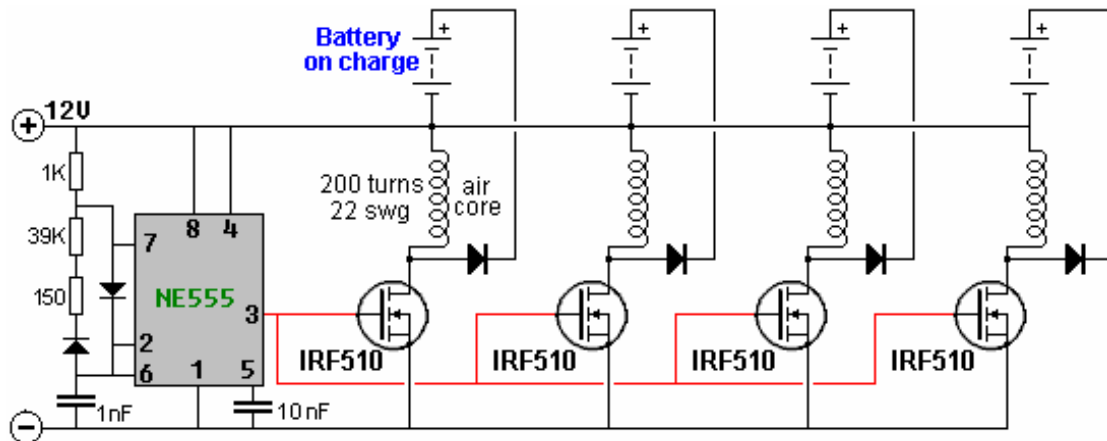 Battery
on charge
+
+
+
+
+
12V
1K
39K
150
1nF
7
8
4
NE555
3
2
6
1
5
10nF
200 turns
22 swg
air
core
IRF510
IRF510
IRF510
IRF510
−